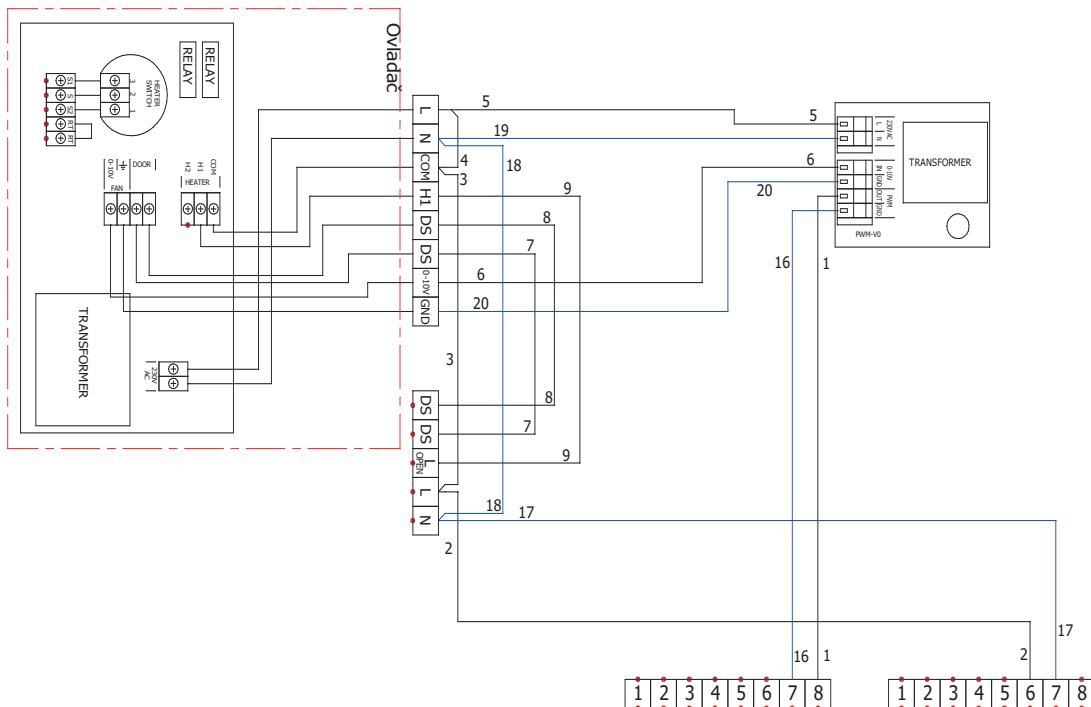 Ovladač
RELAY
RELAY
HEATER
SWITCH
3
2
1
S1
S
S2
RT
RT
0-10V
DOOR
FAN
H2
H1
COM
HEATER
TRANSFORMER
230V
AC
L
N
COM
H1
DS
DS
0-10V
GND
5
19
18
4
3
9
8
7
6
20
3
DS
DS
L
OPEN
L
N
8
7
9
18
17
2
5
6
20
16
1
L
N
230VAC
IN
GND
OUT
GND
0-10V
PWM
TRANSFORMER
PWM-V0
16
1
2
17
1 2 3 4 5 6 7 8
1 2 3 4 5 6 7 8